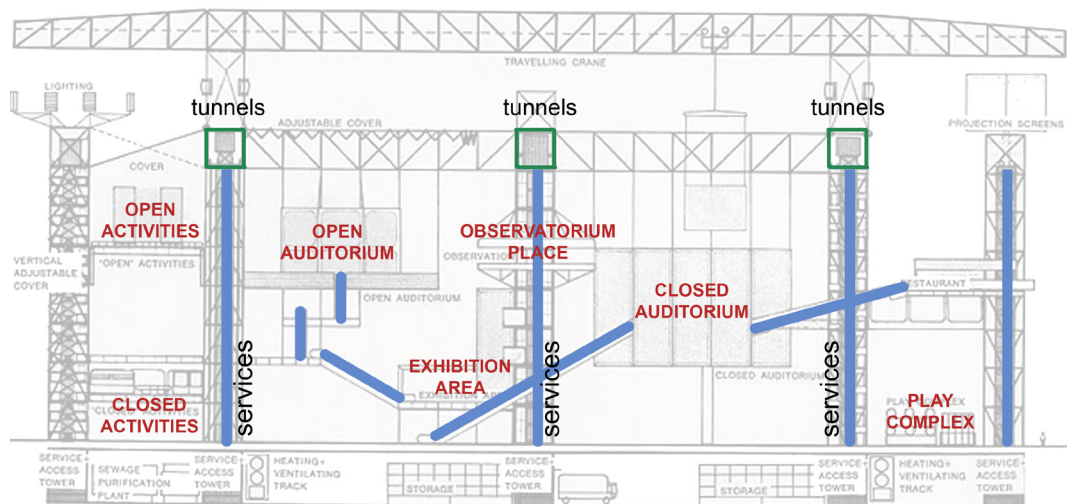 TRAVELLING CRANE
LIGHTING
tunnels
tunnels
tunnels
ADJUSTABLE COVER
PROJECTION SCREENS
COVER
OPEN
ACTIVITIES
OPEN
AUDITORIUM
OBSERVATORIUM
PLACE
VERTICAL
ADJUSTABLE
COVER
"OPEN" ACTIVITIES
OPEN AUDITORIUM
CLOSED
AUDITORIUM
RESTAURANT
EXHIBITION
AREA
services
services
services
CLOSED AUDITORIUM
CLOSED
ACTIVITIES
PLAY
COMPLEX
SERVICE
ACCESS
TOWER
SEWAGE
PURIFICATION
PLANT
SERVICE-
ACCESS
TOWER
HEATING+
VENTILATING
TRACK
STORAGE
SERVICE-
ACCESS
TOWER
STORAGE
SERVICE-
ACCESS
TOWER
HEATING+
VENTILATING
TRACK
SERVICE-
ACCESS
TOWER